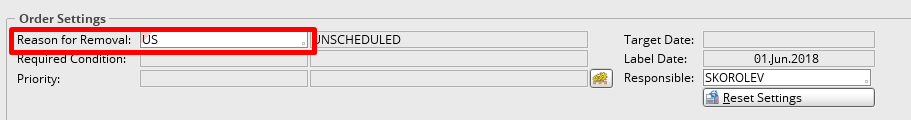 Order Settings
Reason for Removal: US UNSCHEDULED Target Date:
Required Condition: Label Date: 01.Jun.2018
Priority: Responsible: SKOROLEV
Reset Settings